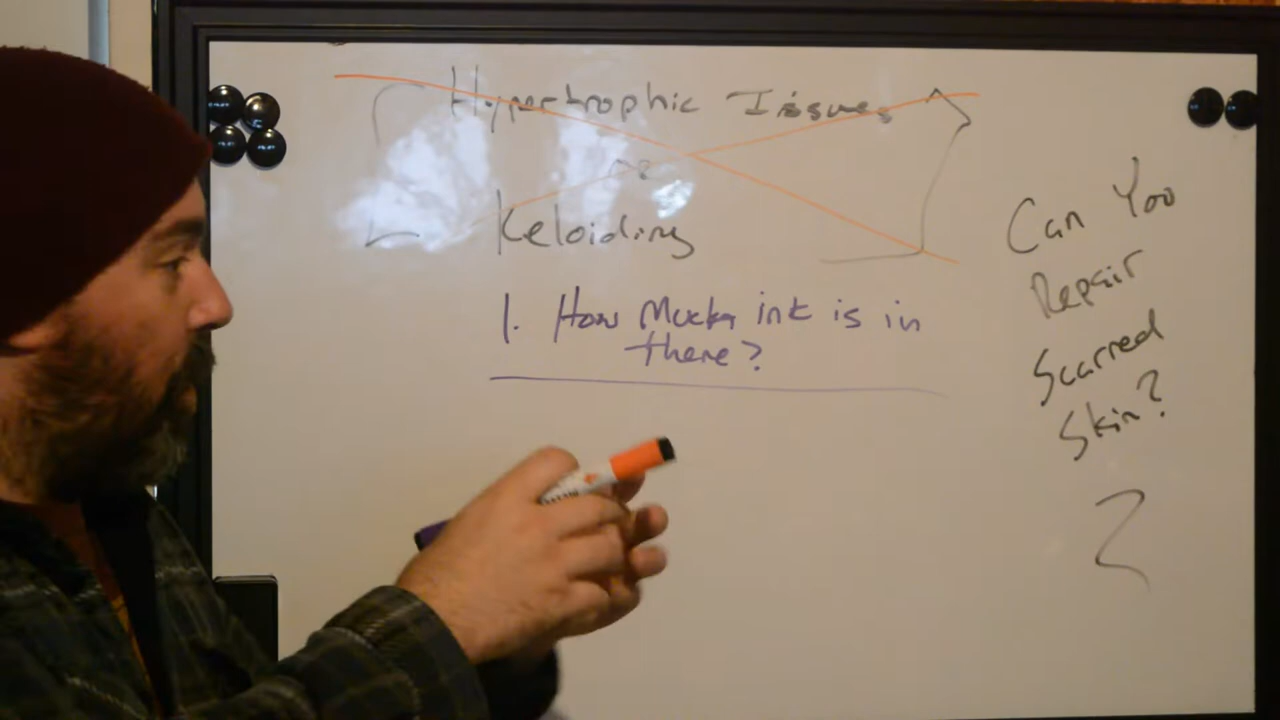 Hypertrophic Issues
or
Keloiding
1. How Much ink is in
there?
Can You
Repair
Scarred
Skin?
?